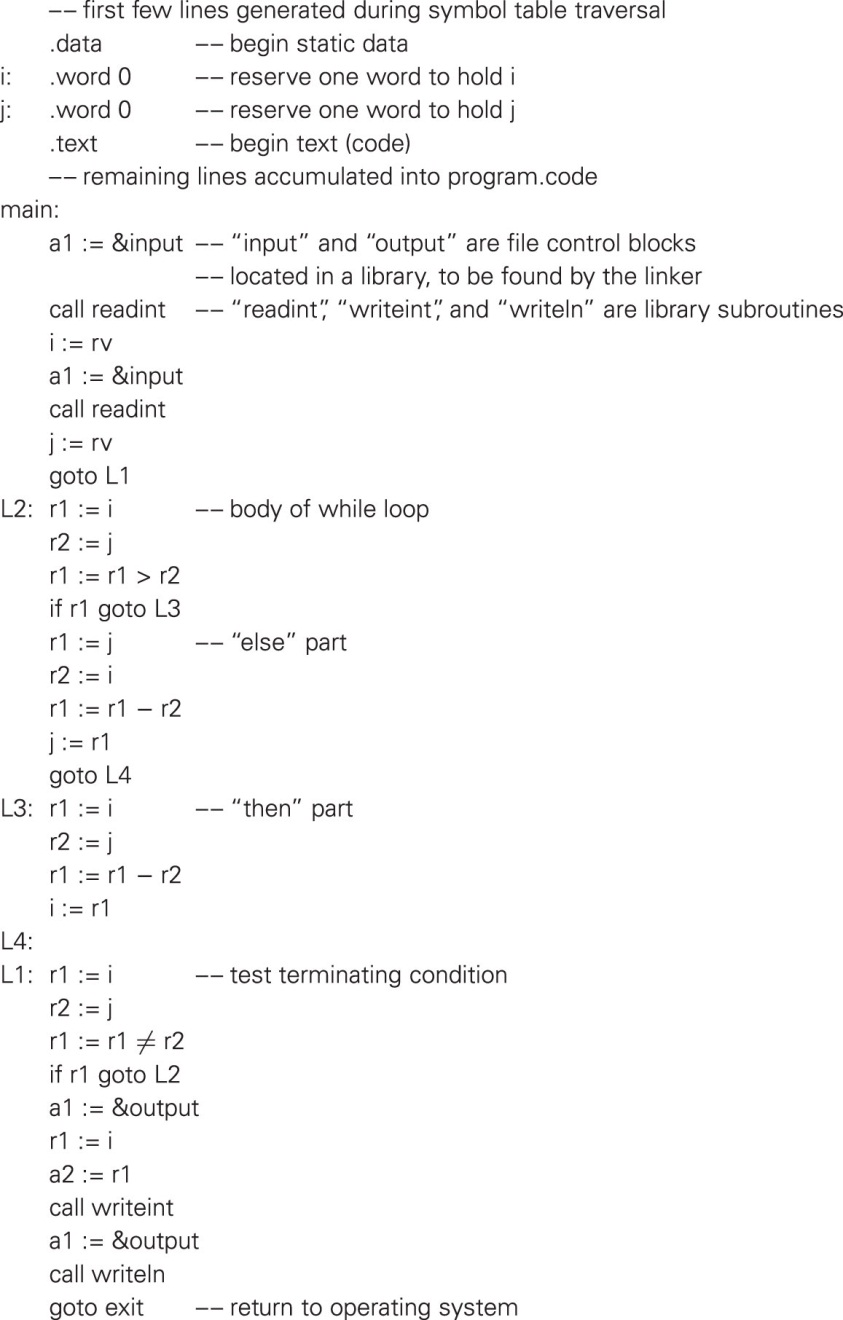 −− first few lines generated during symbol table traversal
.data −− begin static data
i: .word 0 −− reserve one word to hold i
j: .word 0 −− reserve one word to hold j
.text −− begin text (code)
−− remaining lines accumulated into program.code
main:
a1 := &input −− “input” and “output” are file control blocks
−− located in a library, to be found by the linker
call readint −− “readint”, “writeint”, and “writeln” are library subroutines
i := rv
a1 := &input
call readint
j := rv
goto L1
L2: r1 := i −− body of while loop
r2 := j
r1 := r1 > r2
if r1 goto L3
r1 := j −− “else” part
r2 := i
r1 := r1 − r2
j := r1
goto L4
L3: r1 := i −− “then” part
r2 := j
r1 := r1 − r2
i := r1
L4:
L1: r1 := i −− test terminating condition
r2 := j
r1 := r1 ≠ r2
if r1 goto L2
a1 := &output
r1 := i
a2 := r1
call writeint
a1 := &output
call writeln
goto exit −− return to operating system